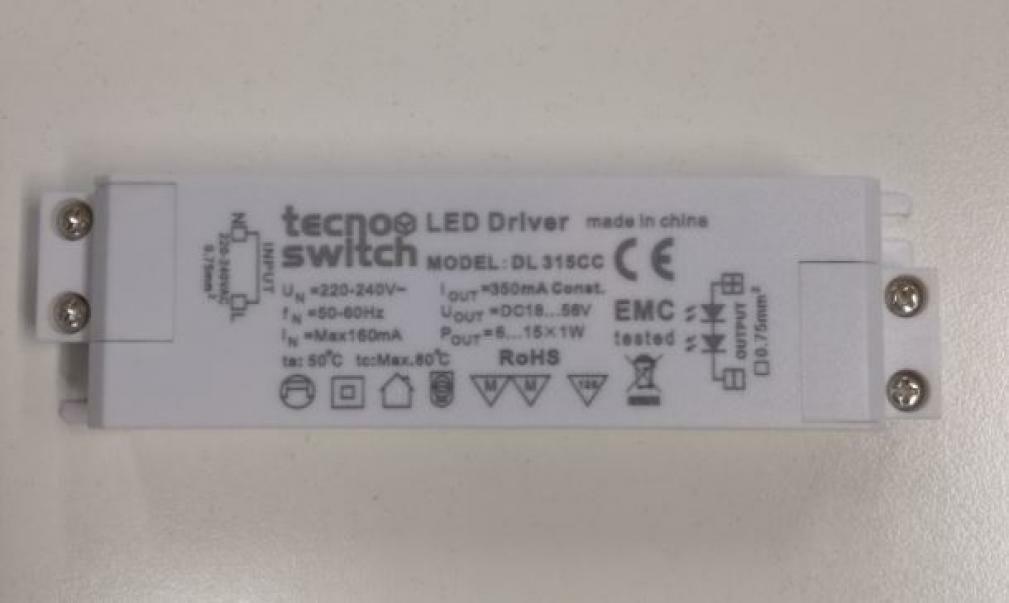 tecno
switch
LED Driver made in china
MODEL: DL 315CC
CE
UN =220-240V~
fN =50-60Hz
IN =Max160mA
ta: 50°C tc:Max.80°C
IOUT =350mA Const.
UOUT =DC18...56V
POUT =6...15×1W
RoHS
EMC
tested
N
L
220-240VAC
0.75mm²
INPUT
OUTPUT
0.75mm²
M M